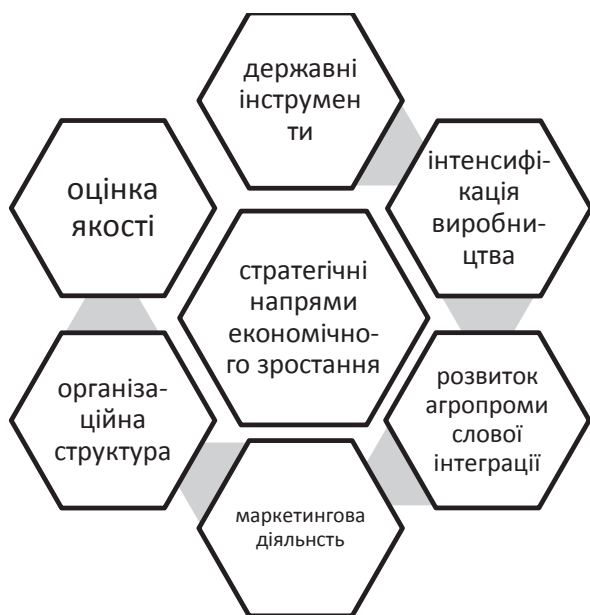 державні
інструмен
ти
інтенсифі-
кація
виробни-
цтва
оцінка
якості
стратегічні
напрями
економічно-
го зростання
розвиток
агропроми
слової
інтеграції
організа-
ційна
структура
маркетингова
діяльнсть